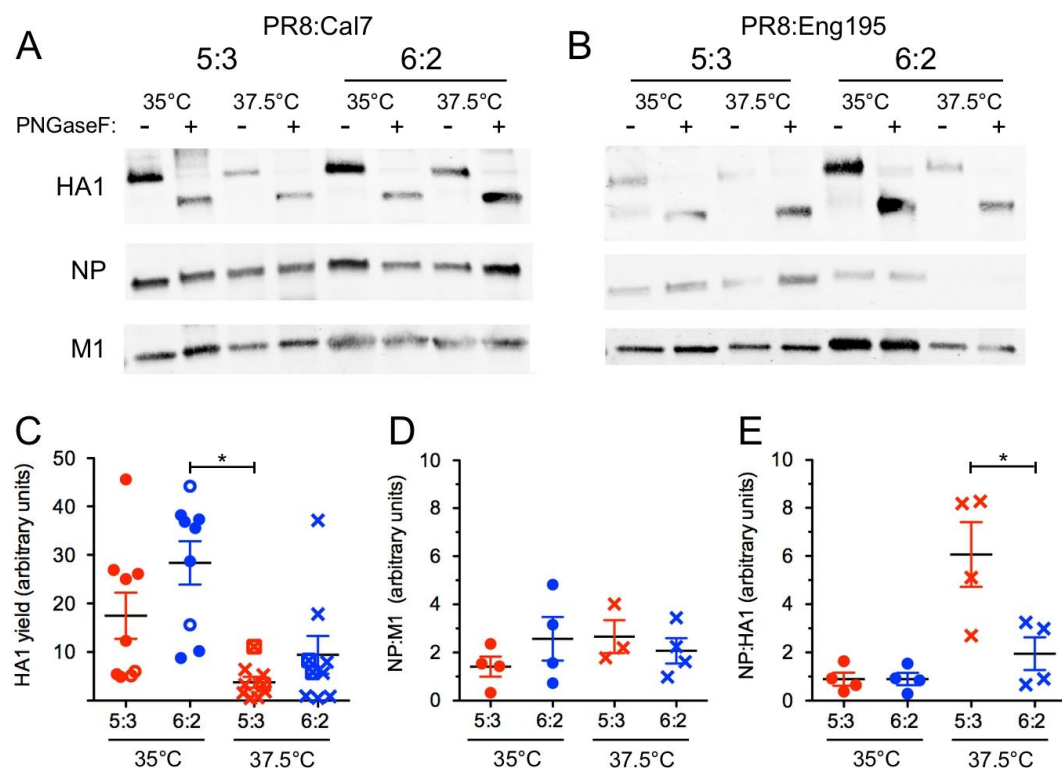 A PR8:Cal7
5:3 6:2
35°C 37.5°C 35°C 37.5°C
PNGaseF: - + - + - + - +
HA1
NP
M1
B PR8:Eng195
5:3 6:2
35°C 37.5°C 35°C 37.5°C
- + - + - + - +
C
HA1 yield (arbitrary units)
50
40
30
20
10
*
5:3 6:2 5:3 6:2
35°C 37.5°C
D
NP:M1 (arbitrary units)
10
8
6
4
2
0
5:3 6:2 5:3 6:2
35°C 37.5°C
E
NP:HA1 (arbitrary units)
10
8
6
4
2
0
*
5:3 6:2 5:3 6:2
35°C 37.5°C